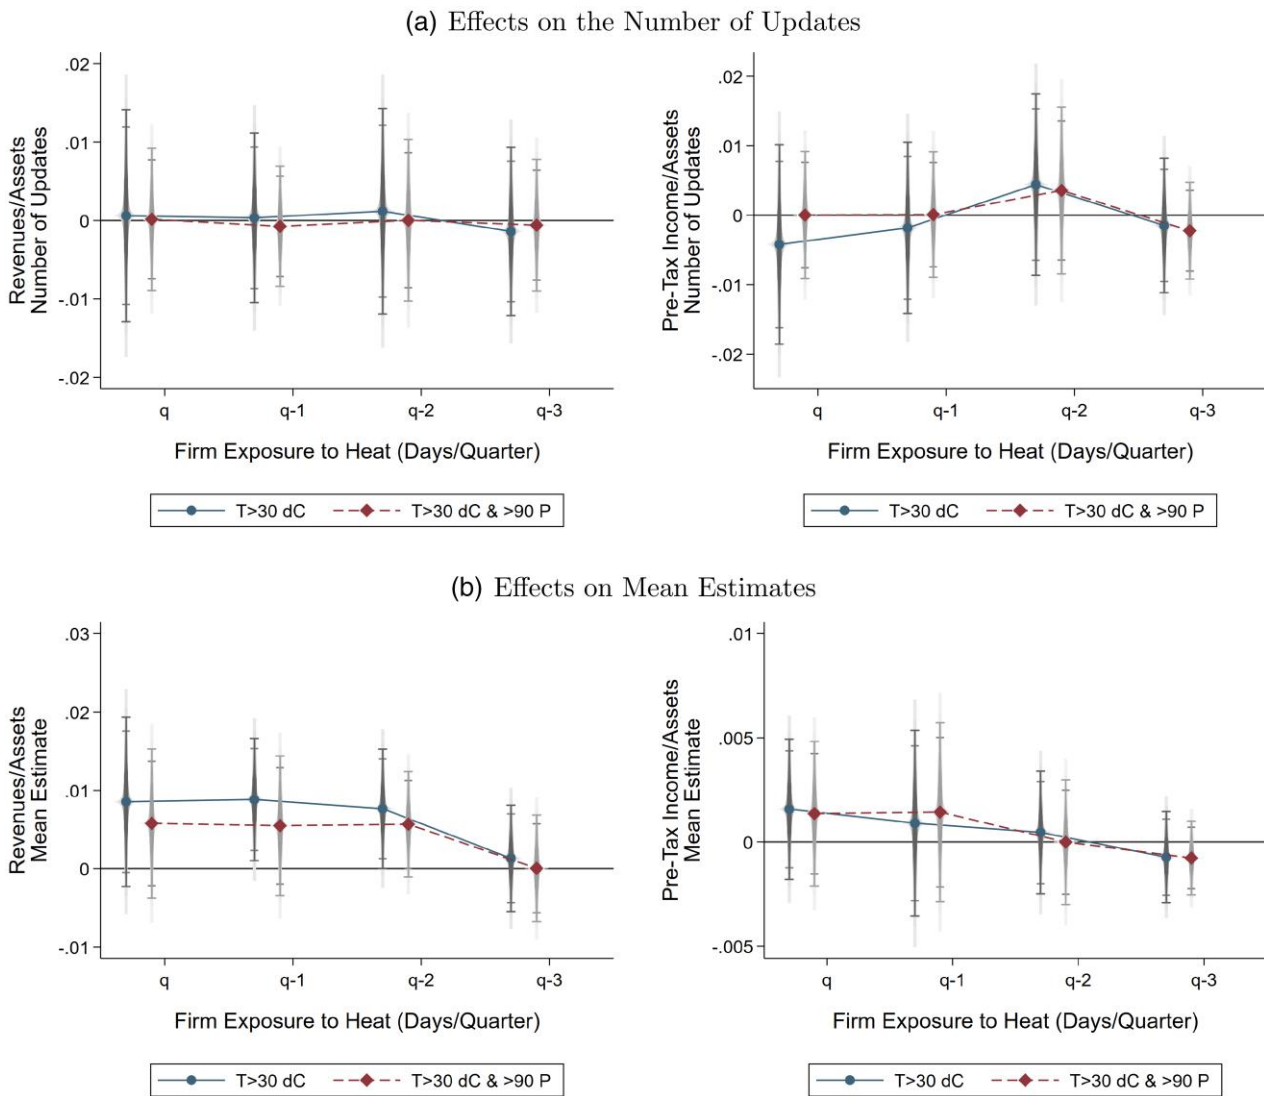 (a) Effects on the Number of Updates
Revenues/Assets
Number of Updates
.02
.01
0
-.01
-.02
q q-1 q-2 q-3
Firm Exposure to Heat (Days/Quarter)
T>30 dC T>30 dC & >90 P
Pre-Tax Income/Assets
Number of Updates
.02
.01
0
-.01
-.02
q q-1 q-2 q-3
Firm Exposure to Heat (Days/Quarter)
T>30 dC T>30 dC & >90 P
(b) Effects on Mean Estimates
Revenues/Assets
Mean Estimate
.03
.02
.01
0
-.01
q q-1 q-2 q-3
Firm Exposure to Heat (Days/Quarter)
T>30 dC T>30 dC & >90 P
Pre-Tax Income/Assets
Mean Estimate
.01
.005
0
-.005
q q-1 q-2 q-3
Firm Exposure to Heat (Days/Quarter)
T>30 dC T>30 dC & >90 P